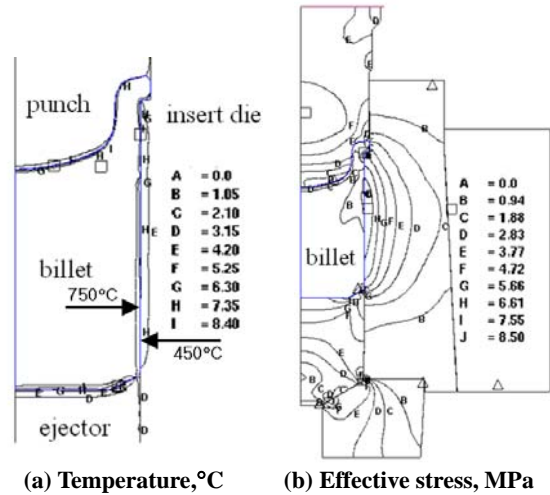 punch
insert die
A = 0.0
B = 1.05
C = 2.10
D = 3.15
E = 4.20
F = 5.25
G = 6.30
H = 7.35
I = 8.40
billet
750°C
450°C
ejector
(a) Temperature,°C
billet
A = 0.0
B = 0.94
C = 1.88
D = 2.83
E = 3.77
F = 4.72
G = 5.66
H = 6.61
I = 7.55
J = 8.50
(b) Effective stress, MPa